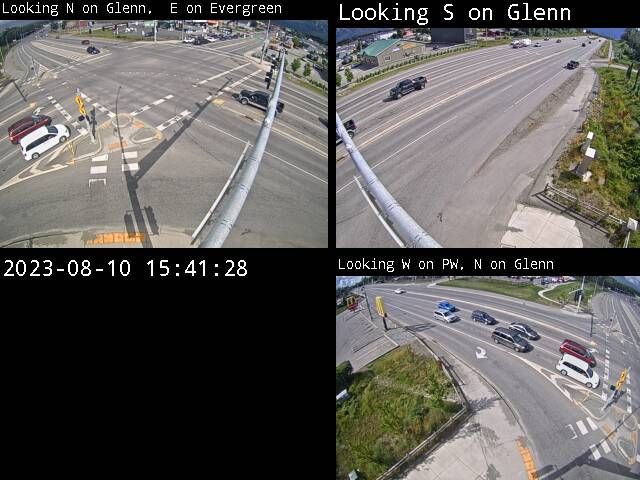 Looking N on Glenn, E on Evergreen
Looking S on Glenn
2023-08-10 15:41:28
Looking W on PW, N on Glenn